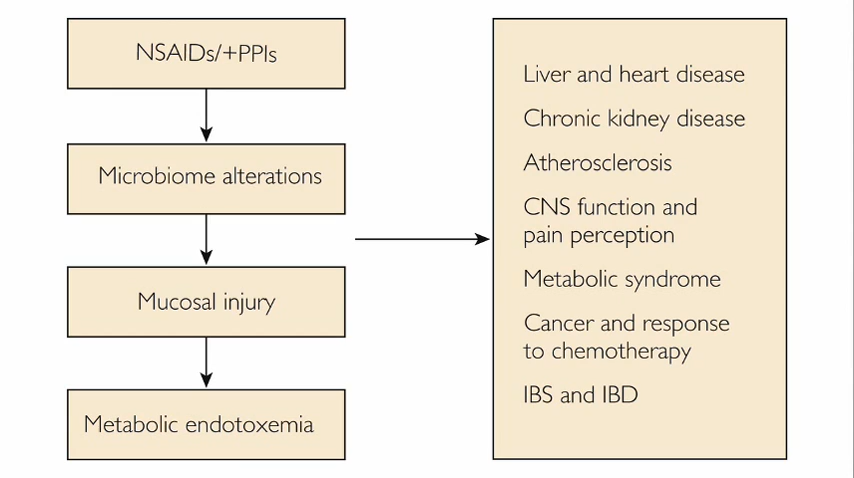 NSAIDs/+PPIs
Microbiome alterations
Mucosal injury
Metabolic endotoxemia
Liver and heart disease
Chronic kidney disease
Atherosclerosis
CNS function and
pain perception
Metabolic syndrome
Cancer and response
to chemotherapy
IBS and IBD